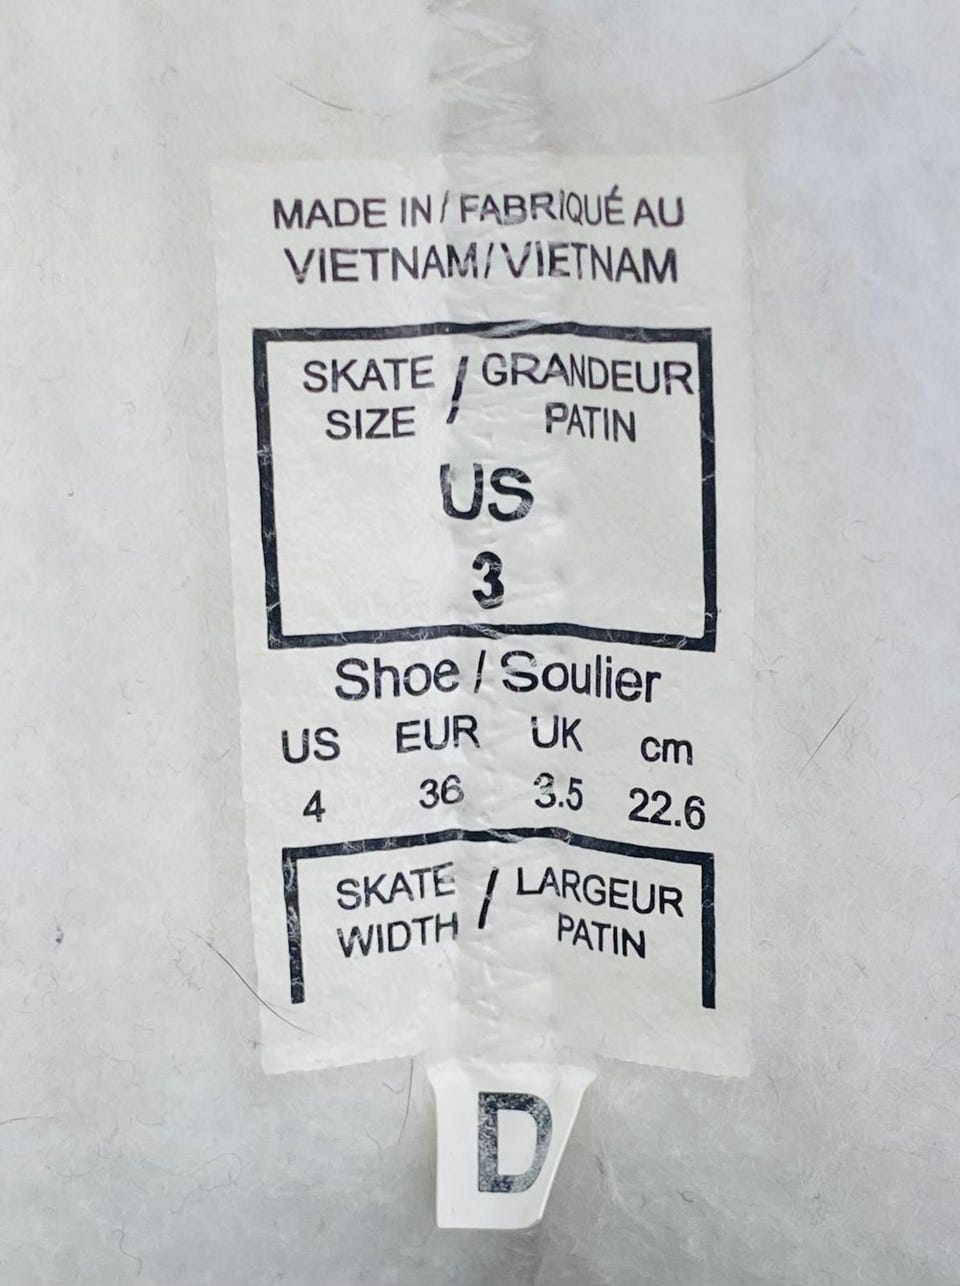 MADE IN / FABRIQUÉ AU
VIETNAM / VIETNAM
SKATE / GRANDEUR
SIZE PATIN
US
3
Shoe / Soulier
US EUR UK cm
4 36 3.5 22.6
SKATE / LARGEUR
WIDTH PATIN
D